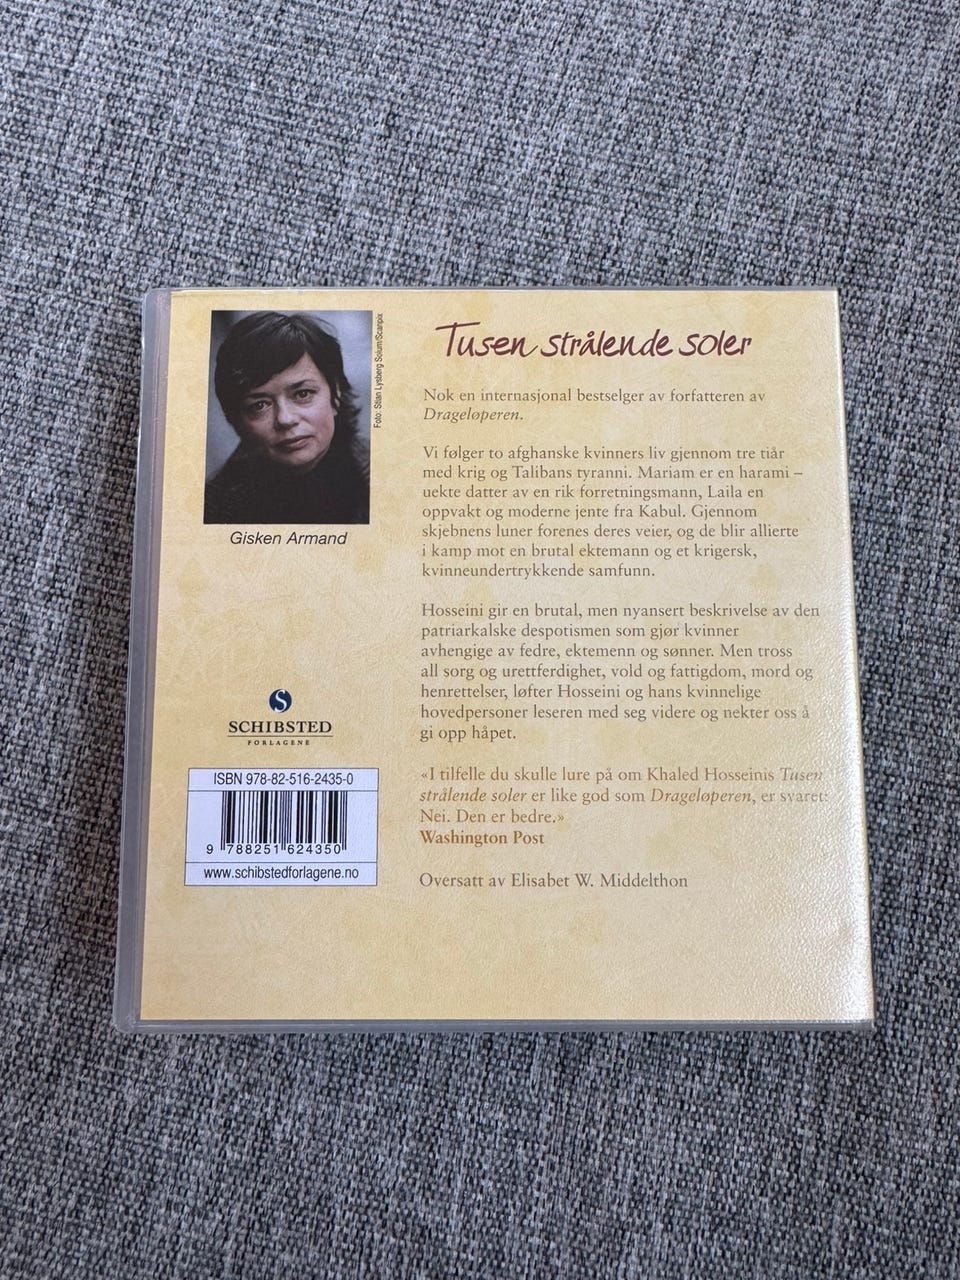 Foto: Stian Lysberg Solum/Scanpix
Gisken Armand
Tusen strålende soler
Nok en internasjonal bestselger av forfatteren av
Drageløperen.
Vi følger to afghanske kvinners liv gjennom tre tiår
med krig og Talibans tyranni. Mariam er en harami –
uekte datter av en rik forretningsmann, Laila en
oppvakt og moderne jente fra Kabul. Gjennom
skjebnens luner forenes deres veier, og de blir allierte
i kamp mot en brutal ektemann og et krigersk,
kvinneundertrykkende samfunn.
Hosseini gir en brutal, men nyansert beskrivelse av den
patriarkalske despotismen som gjør kvinner
avhengige av fedre, ektemenn og sønner. Men tross
all sorg og urettferdighet, vold og fattigdom, mord og
henrettelser, løfter Hosseini og hans kvinnelige
hovedpersoner leseren med seg videre og nekter oss å
gi opp håpet.
«I tilfelle du skulle lure på om Khaled Hosseinis Tusen
strålende soler er like god som Drageløperen, er svaret:
Nei. Den er bedre.»
Washington Post
Oversatt av Elisabet W. Middelthon
S
SCHIBSTED
FORLAGENE
ISBN 978-82-516-2435-0
9 788251 624350
www.schibstedforlagene.no